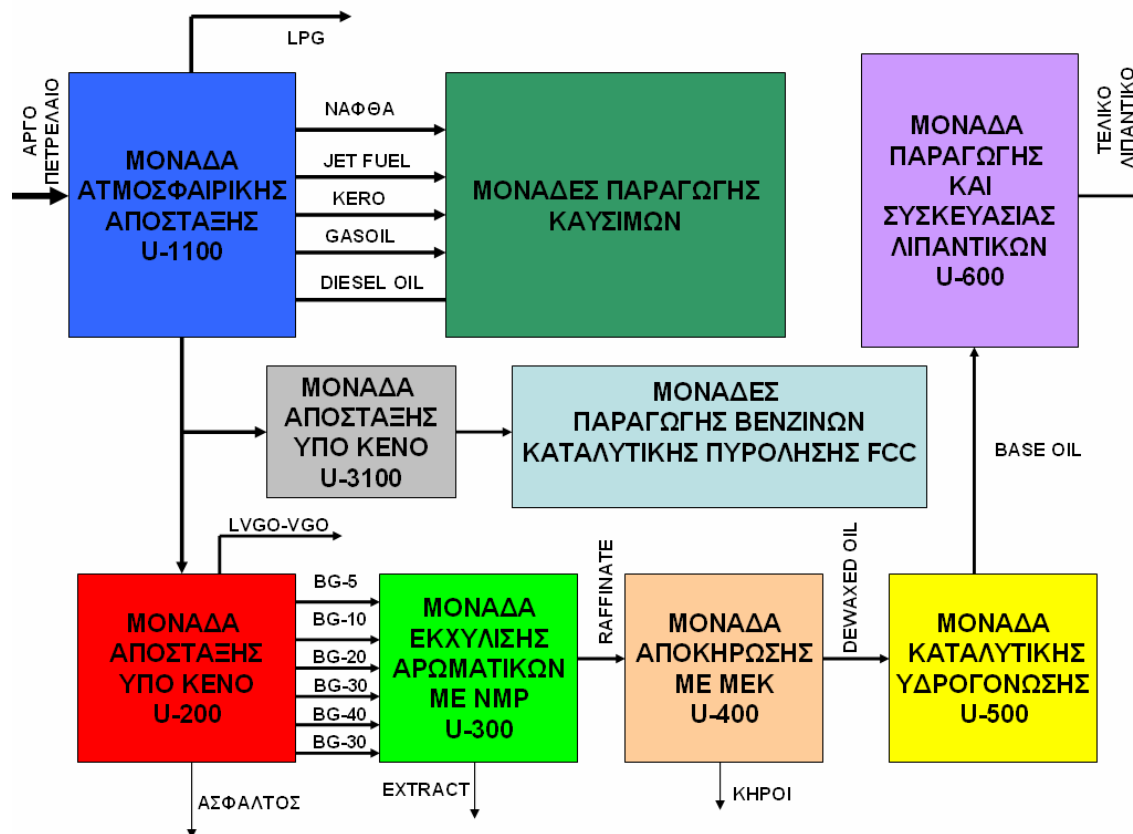 LPG
ΑΡΓΟ
ΠΕΤΡΕΛΑΙΟ
ΜΟΝΑΔΑ
ΑΤΜΟΣΦΑΙΡΙΚΗΣ
ΑΠΟΣΤΑΞΗΣ
U-1100
ΝΑΦΘΑ
JET FUEL
KERO
GASOIL
DIESEL OIL
ΜΟΝΑΔΕΣ ΠΑΡΑΓΩΓΗΣ
ΚΑΥΣΙΜΩΝ
ΜΟΝΑΔΑ
ΠΑΡΑΓΩΓΗΣ
ΚΑΙ
ΣΥΣΚΕΥΑΣΙΑΣ
ΛΙΠΑΝΤΙΚΩΝ
U-600
ΤΕΛΙΚΟ
ΛΙΠΑΝΤΙΚΟ
ΜΟΝΑΔΑ
ΑΠΟΣΤΑΞΗΣ
ΥΠΟ ΚΕΝΟ
U-3100
ΜΟΝΑΔΕΣ
ΠΑΡΑΓΩΓΗΣ ΒΕΝΖΙΝΩΝ
ΚΑΤΑΛΥΤΙΚΗΣ ΠΥΡΟΛΗΣΗΣ FCC
BASE OIL
LVGO-VGO
ΜΟΝΑΔΑ
ΑΠΟΣΤΑΞΗΣ
ΥΠΟ ΚΕΝΟ
U-200
BG-5
BG-10
BG-20
BG-30
BG-40
BG-30
ΜΟΝΑΔΑ
ΕΚΧΥΛΙΣΗΣ
ΑΡΩΜΑΤΙΚΩΝ
ΜΕ NMP
U-300
RAFFINATE
ΜΟΝΑΔΑ
ΑΠΟΚΗΡΩΣΗΣ
ΜΕ ΜΕΚ
U-400
DEWAXED OIL
ΜΟΝΑΔΑ
ΚΑΤΑΛΥΤΙΚΗΣ
ΥΔΡΟΓΟΝΩΣΗΣ
U-500
ΑΣΦΑΛΤΟΣ
EXTRACT
ΚΗΡΟΙ